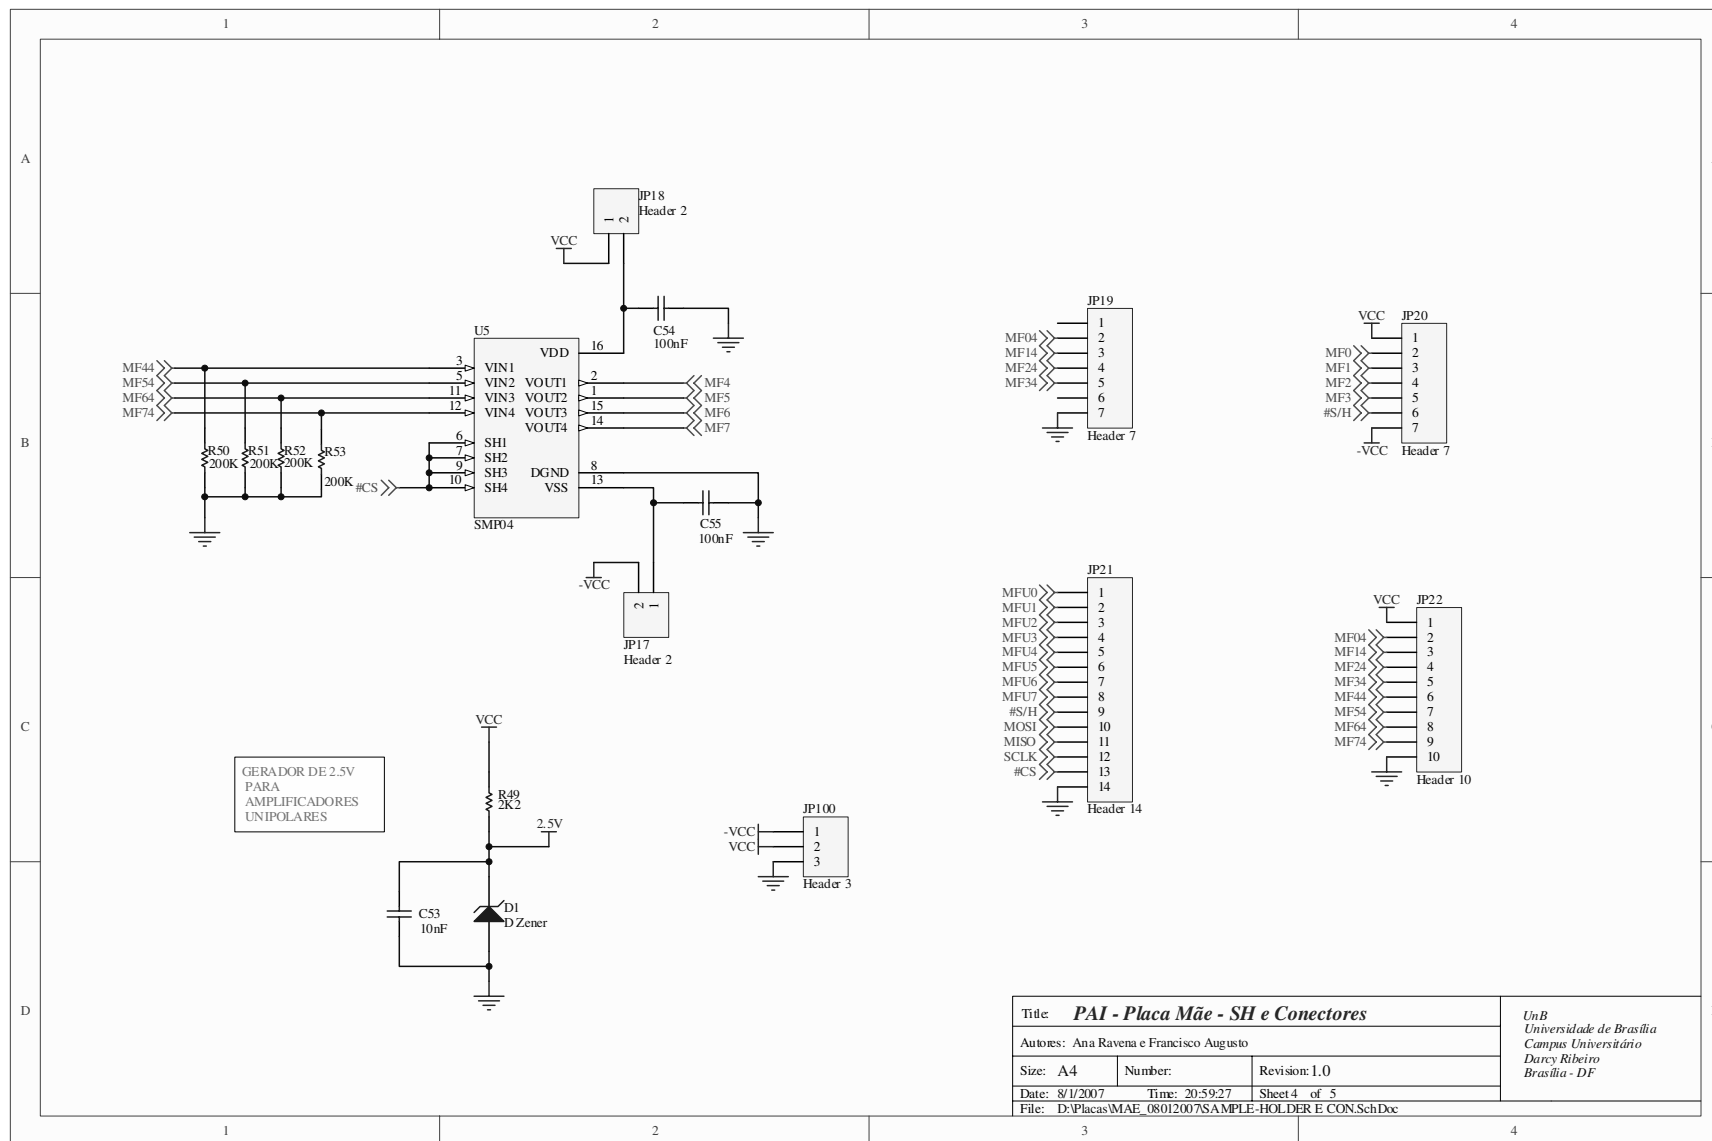 1 2 3 4
A
B
C
D
JP18
Header 2
1
2
VCC
C54
100nF
U5
VDD 16
MF44 3 VIN1
MF54 5 VIN2 VOUT1 2 MF4
MF64 11 VIN3 VOUT2 1 MF5
MF74 12 VIN4 VOUT3 15 MF6
VOUT4 14 MF7
6 SH1
7 SH2
9 SH3 DGND 8
#CS 10 SH4 VSS 13
SMP04
R50
200K
R51
200K
R52
200K
R53
200K
C55
100nF
-VCC
2
1
JP17
Header 2
JP19
1
MF04 2
MF14 3
MF24 4
MF34 5
6
7
Header 7
VCC JP20
1
MF0 2
MF1 3
MF2 4
MF3 5
#S/H 6
7
-VCC Header 7
JP21
MFU0 1
MFU1 2
MFU2 3
MFU3 4
MFU4 5
MFU5 6
MFU6 7
MFU7 8
#S/H 9
MOSI 10
MISO 11
SCLK 12
#CS 13
14
Header 14
VCC JP22
1
MF04 2
MF14 3
MF24 4
MF34 5
MF44 6
MF54 7
MF64 8
MF74 9
10
Header 10
GERADOR DE 2.5V
PARA
AMPLIFICADORES
UNIPOLARES
VCC
R49
2K2
2.5V
C53
10nF
D1
D Zener
JP100
-VCC 1
VCC 2
3
Header 3
Title: PAI - Placa Mãe - SH e Conectores
Autores: Ana Ravena e Francisco Augusto
Size: A4 Number: Revision: 1.0
Date: 8/1/2007 Time: 20:59:27 Sheet 4 of 5
File: D:\Placas\MAE_08012007\SAMPLE-HOLDER E CON.SchDoc
UnB
Universidade de Brasília
Campus Universitário
Darcy Ribeiro
Brasília - DF
1 2 3 4